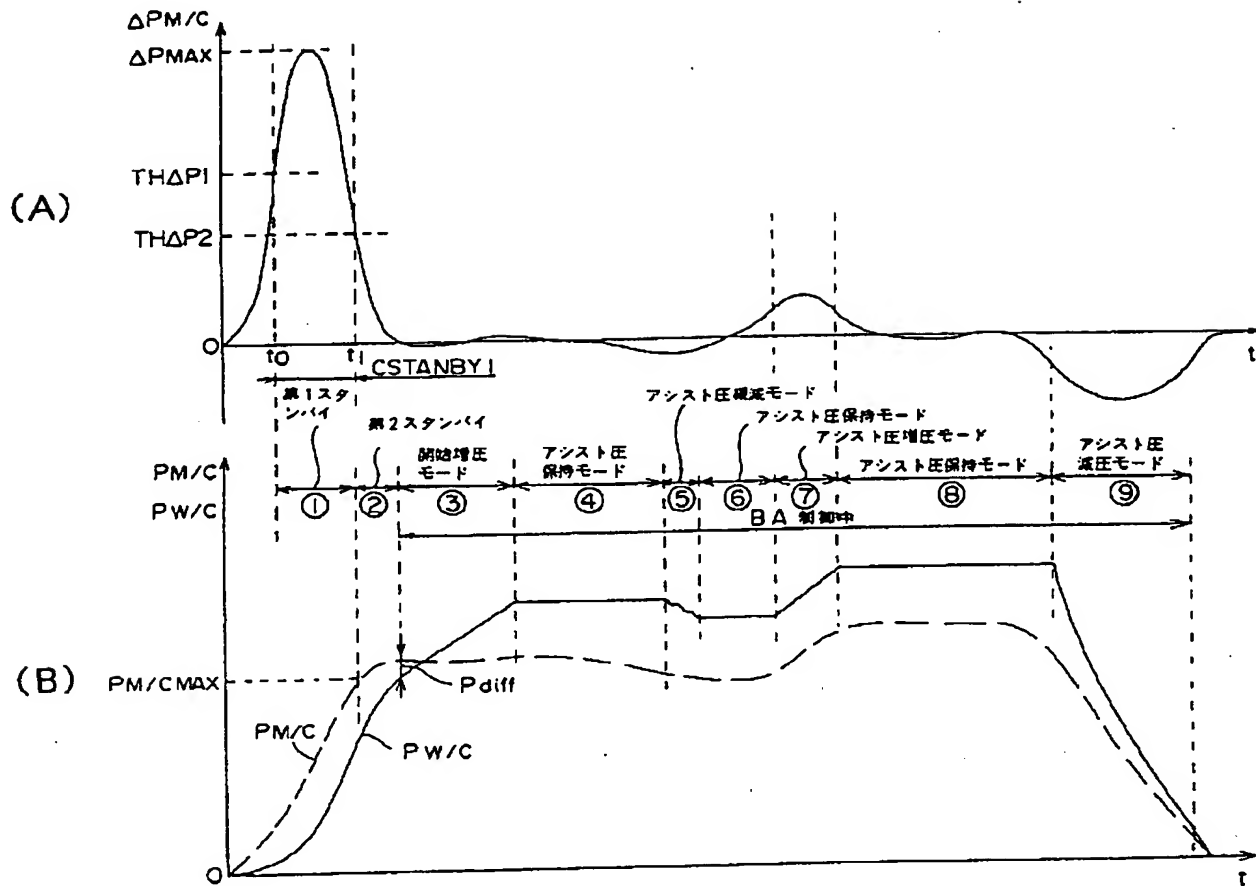 ΔPM/C
ΔPMAX
THΔP1
(A)
THΔP2
0
t0
t1
t
CSTANBY1
第1スタ
ンバイ
第2スタンバイ
開始増圧
モード
アシスト圧
保持モード
アシスト圧緩減モード
アシスト圧保持モード
アシスト圧増圧モード
アシスト圧保持モード
アシスト圧
減圧モード
PM/C
PW/C
① ② ③ ④ ⑤ ⑥ ⑦ ⑧ ⑨
BA 制御中
(B)
PM/CMAX
Pdiff
PM/C
PW/C
0
t